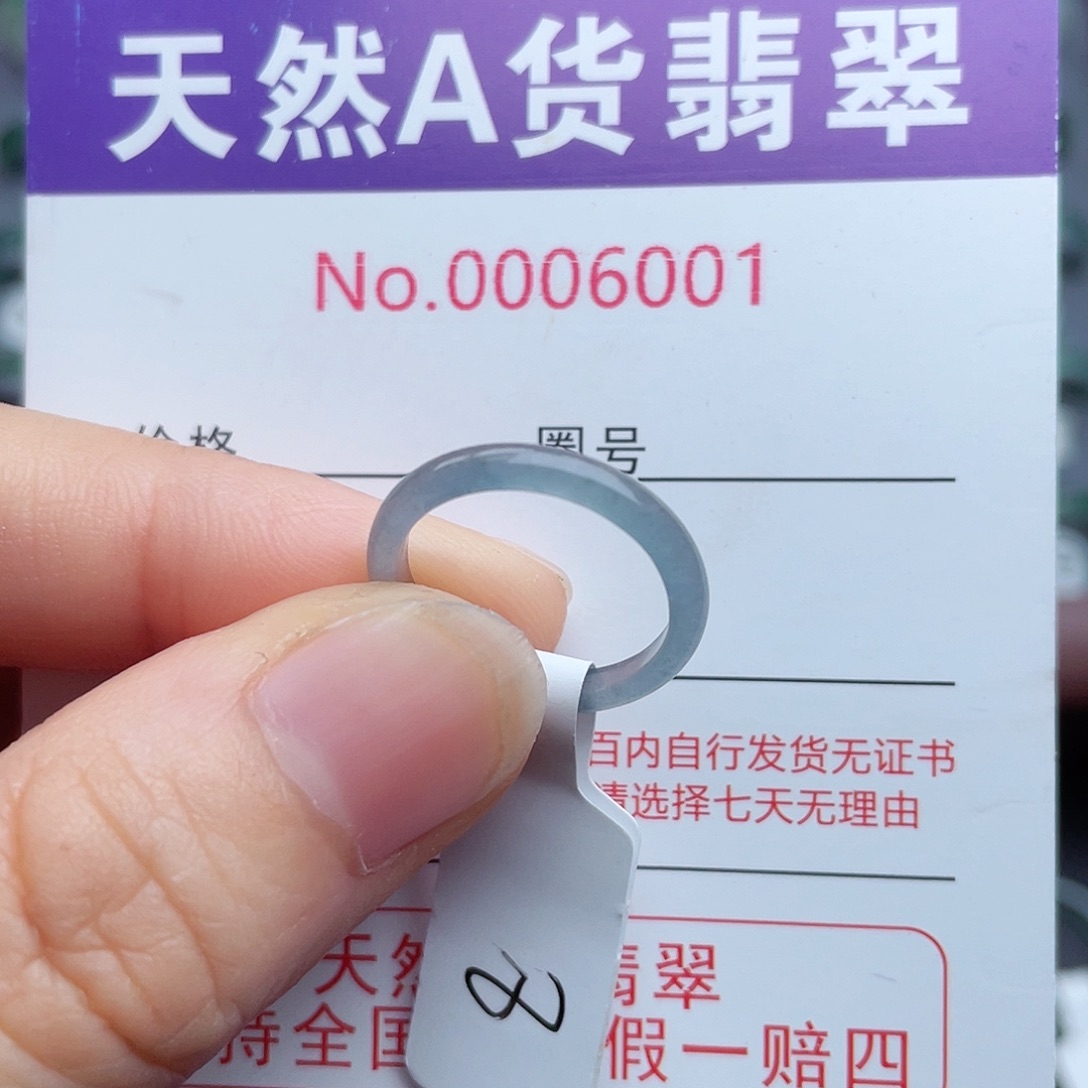 天然A货翡翠
No.0006001
价格 圈号
百内自行发货无证书
请选择七天无理由
天然 翡翠
持全国 假一赔四